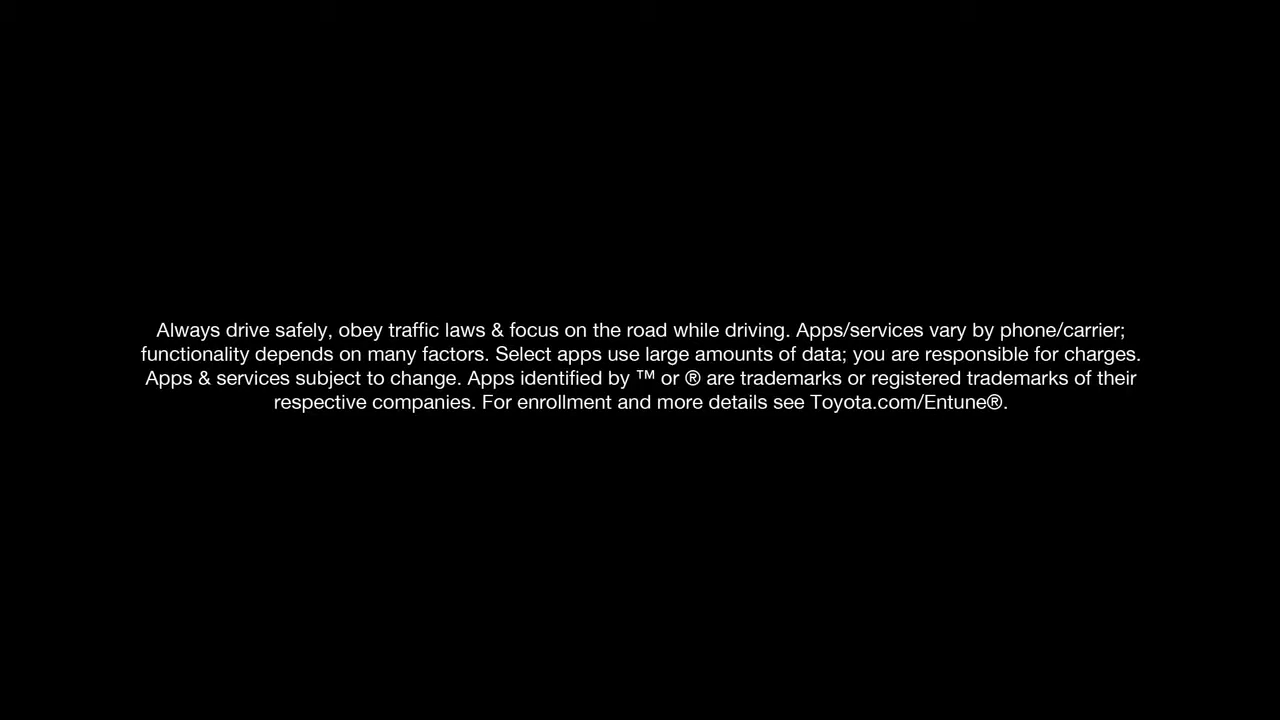 Always drive safely, obey traffic laws & focus on the road while driving. Apps/services vary by phone/carrier;
functionality depends on many factors. Select apps use large amounts of data; you are responsible for charges.
Apps & services subject to change. Apps identified by ™ or ® are trademarks or registered trademarks of their
respective companies. For enrollment and more details see Toyota.com/Entune®.